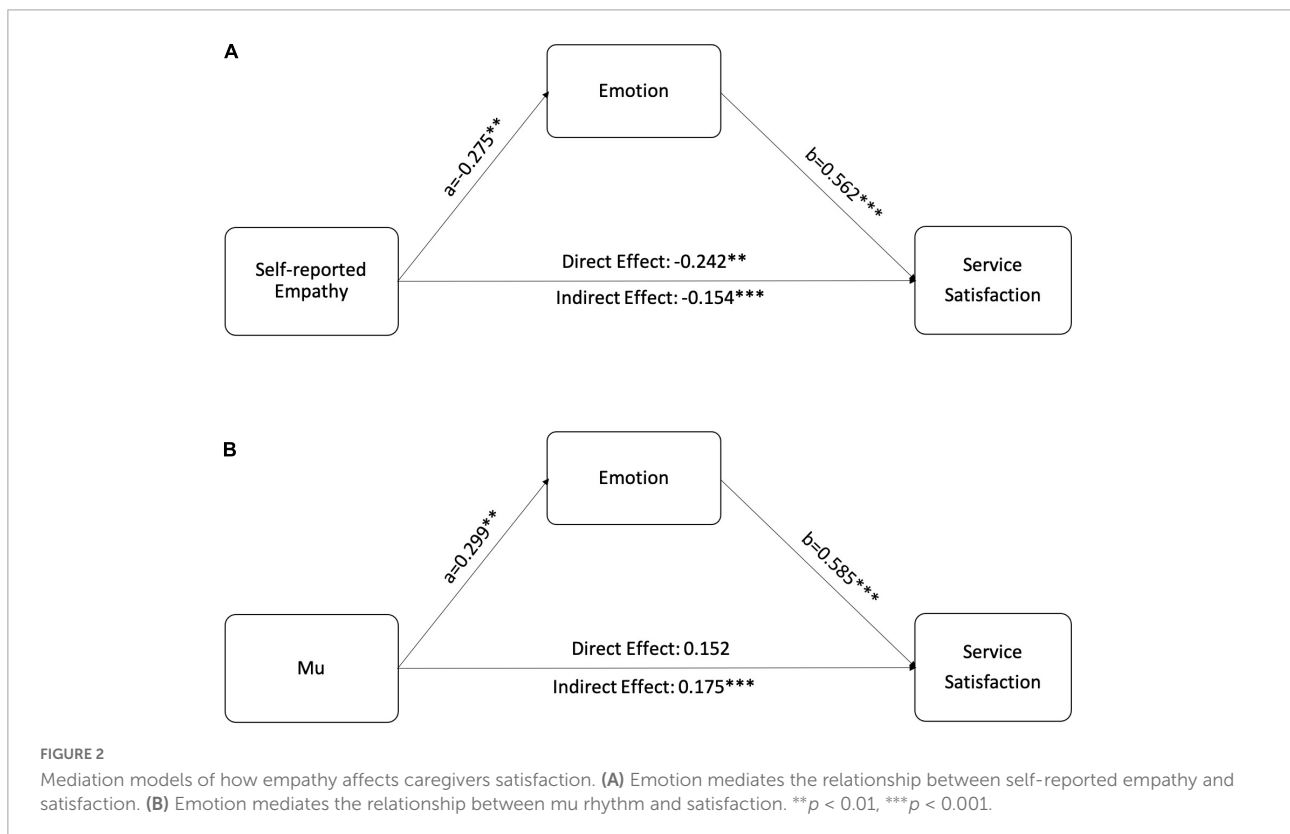 A
Emotion
a=-0.275**
b=0.562***
Self-reported
Empathy
Direct Effect: -0.242**
Indirect Effect: -0.154***
Service
Satisfaction
B
Emotion
a=0.299**
b=0.585***
Mu
Direct Effect: 0.152
Indirect Effect: 0.175***
Service
Satisfaction
FIGURE 2
Mediation models of how empathy affects caregivers satisfaction. (A) Emotion mediates the relationship between self-reported empathy and
satisfaction. (B) Emotion mediates the relationship between mu rhythm and satisfaction. **p < 0.01, ***p < 0.001.